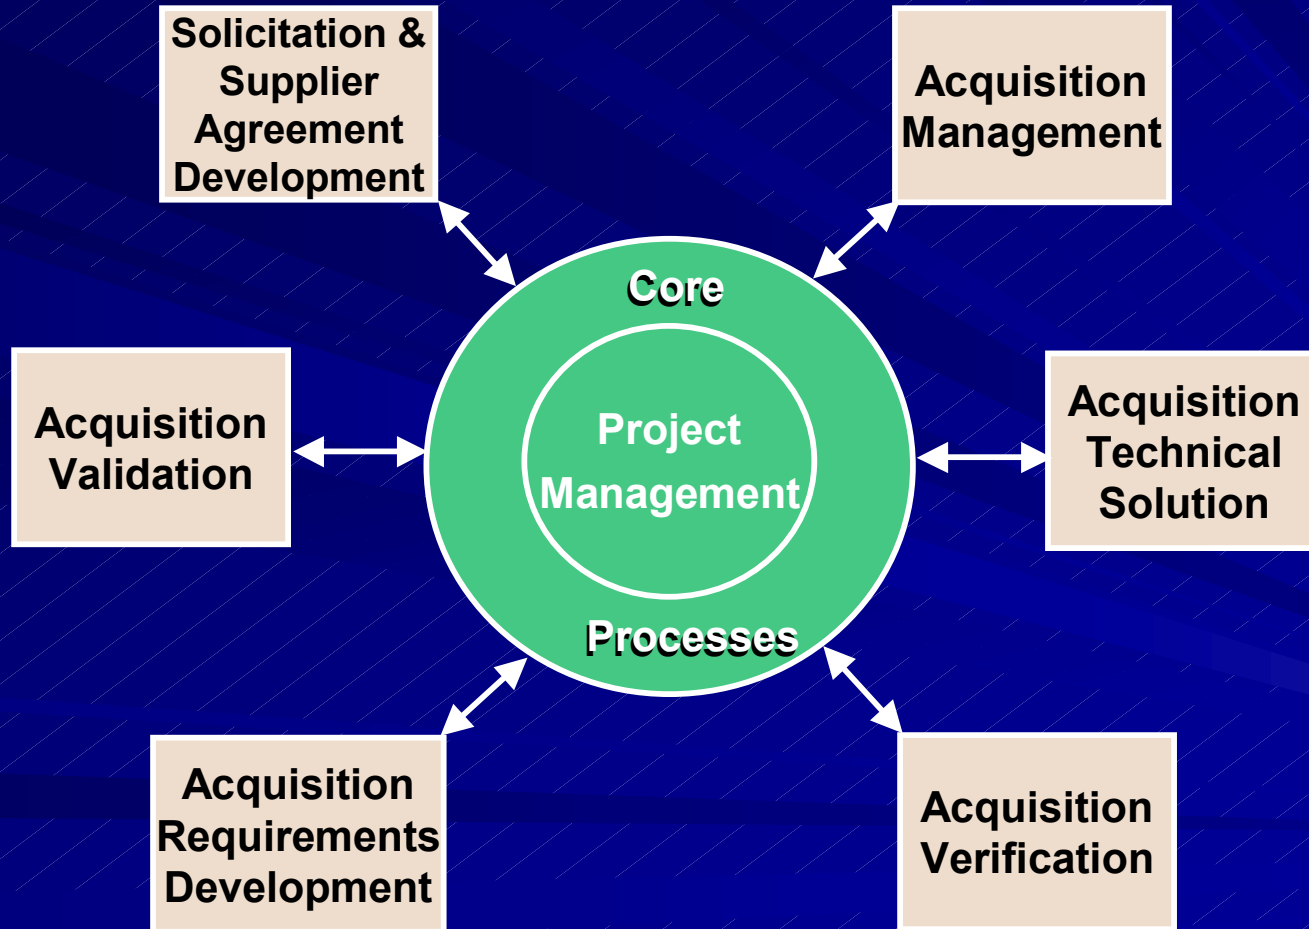 Solicitation &
Supplier
Agreement
Development
Acquisition
Management
Core
Acquisition
Validation
Project
Management
Acquisition
Technical
Solution
Processes
Acquisition
Requirements
Development
Acquisition
Verification